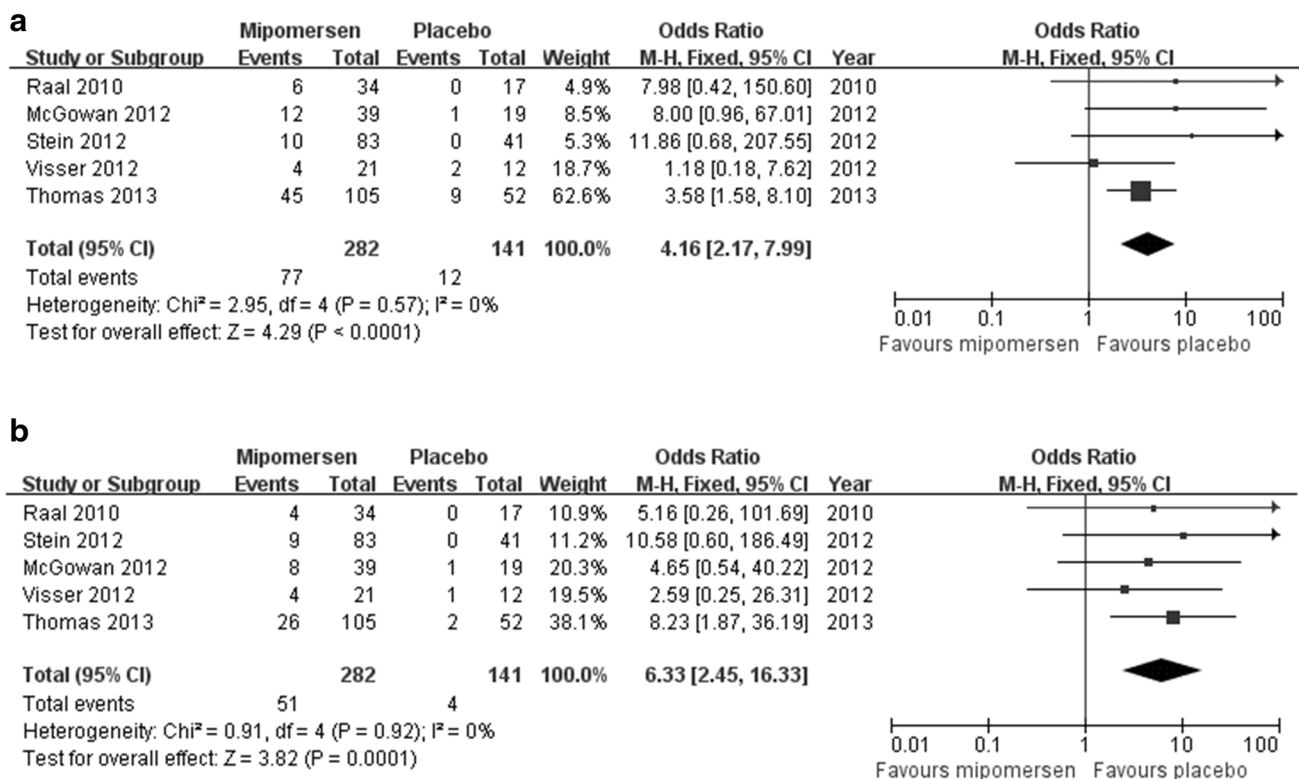 a
Mipomersen Placebo Odds Ratio Odds Ratio
Study or Subgroup Events Total Events Total Weight M-H, Fixed, 95% CI Year M-H, Fixed, 95% CI
Raal 2010 6 34 0 17 4.9% 7.98 [0.42, 150.60] 2010
McGowan 2012 12 39 1 19 8.5% 8.00 [0.96, 67.01] 2012
Stein 2012 10 83 0 41 5.3% 11.86 [0.68, 207.55] 2012
Visser 2012 4 21 2 12 18.7% 1.18 [0.18, 7.62] 2012
Thomas 2013 45 105 9 52 62.6% 3.58 [1.58, 8.10] 2013
Total (95% CI) 282 141 100.0% 4.16 [2.17, 7.99]
Total events 77 12
Heterogeneity: Chi² = 2.95, df = 4 (P = 0.57); I² = 0%
Test for overall effect: Z = 4.29 (P < 0.0001)
0.01 0.1 1 10 100
Favours mipomersen Favours placebo
b
Mipomersen Placebo Odds Ratio Odds Ratio
Study or Subgroup Events Total Events Total Weight M-H, Fixed, 95% CI Year M-H, Fixed, 95% CI
Raal 2010 4 34 0 17 10.9% 5.16 [0.26, 101.69] 2010
Stein 2012 9 83 0 41 11.2% 10.58 [0.60, 186.49] 2012
McGowan 2012 8 39 1 19 20.3% 4.65 [0.54, 40.22] 2012
Visser 2012 4 21 1 12 19.5% 2.59 [0.25, 26.31] 2012
Thomas 2013 26 105 2 52 38.1% 8.23 [1.87, 36.19] 2013
Total (95% CI) 282 141 100.0% 6.33 [2.45, 16.33]
Total events 51 4
Heterogeneity: Chi² = 0.91, df = 4 (P = 0.92); I² = 0%
Test for overall effect: Z = 3.82 (P = 0.0001)
0.01 0.1 1 10 100
Favours mipomersen Favours placebo